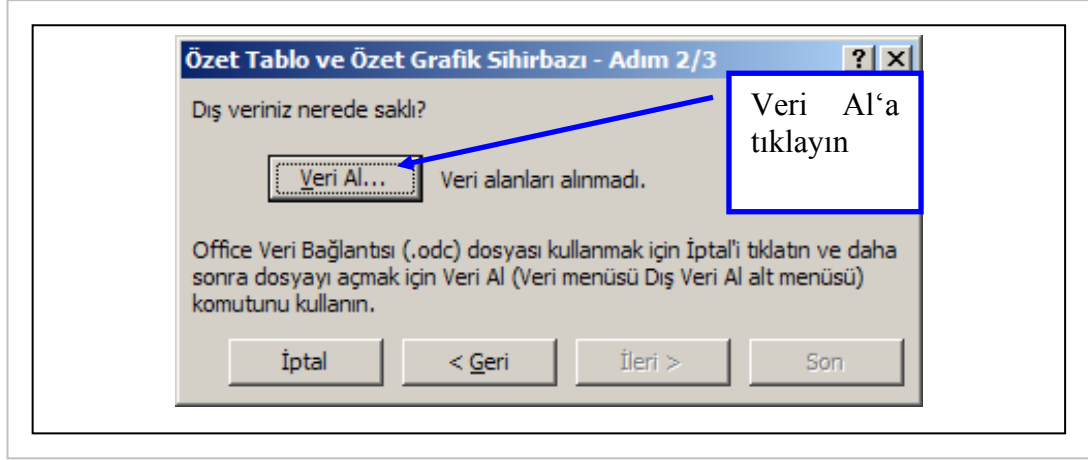 Özet Tablo ve Özet Grafik Sihirbazı - Adım 2/3
Dış veriniz nerede saklı?
Veri Al‘a
tıklayın
Veri Al... Veri alanları alınmadı.
Office Veri Bağlantısı (.odc) dosyası kullanmak için İptal'i tıklatın ve daha
sonra dosyayı açmak için Veri Al (Veri menüsü Dış Veri Al alt menüsü)
komutunu kullanın.
İptal < Geri İleri > Son